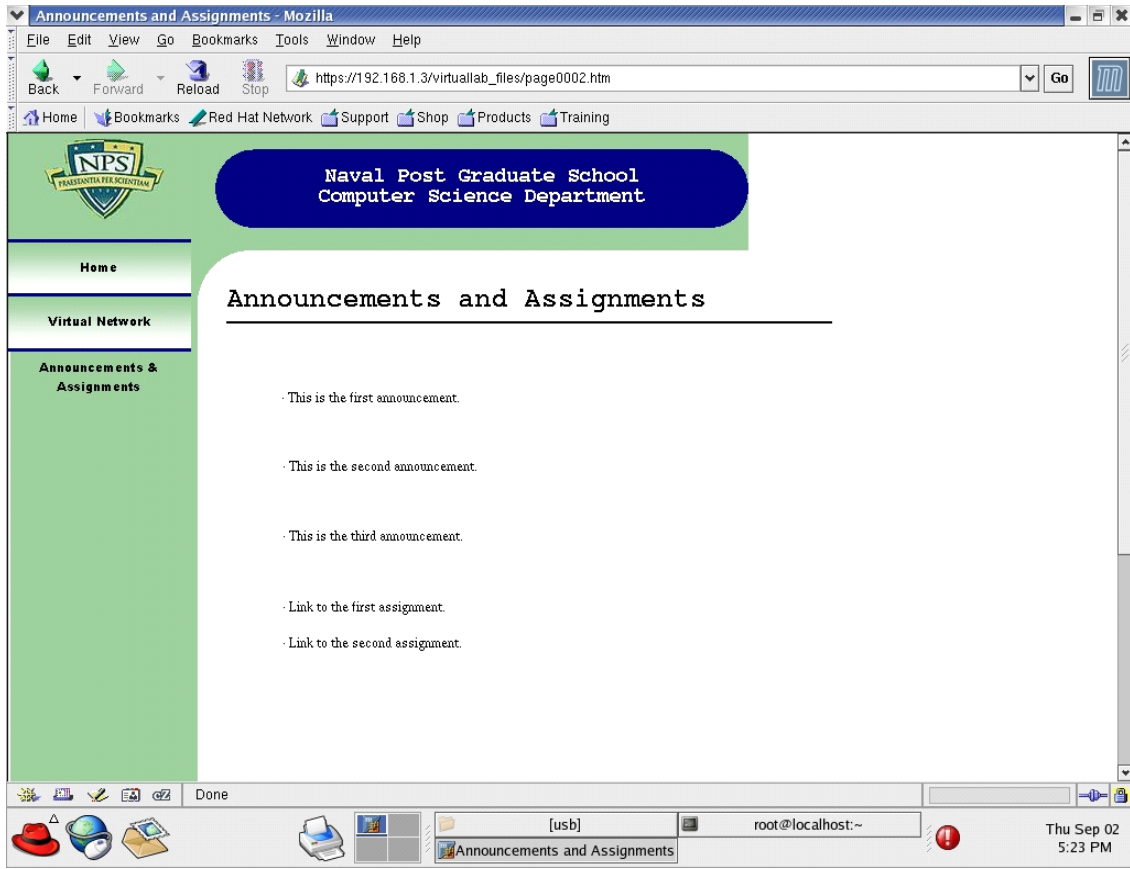 Announcements and Assignments - Mozilla
File Edit View Go Bookmarks Tools Window Help
Back Forward Reload Stop https://192.168.1.3/virtuallab_files/page0002.htm Go
Home Bookmarks Red Hat Network Support Shop Products Training
NPS
PRAESTANTIA PER SCIENTIAM
Naval Post Graduate School
Computer Science Department
Home
Virtual Network
Announcements &
Assignments
Announcements and Assignments
· This is the first announcement.
· This is the second announcement.
· This is the third announcement.
· Link to the first assignment.
· Link to the second assignment.
Done
[usb] root@localhost:~
Announcements and Assignments
Thu Sep 02
5:23 PM